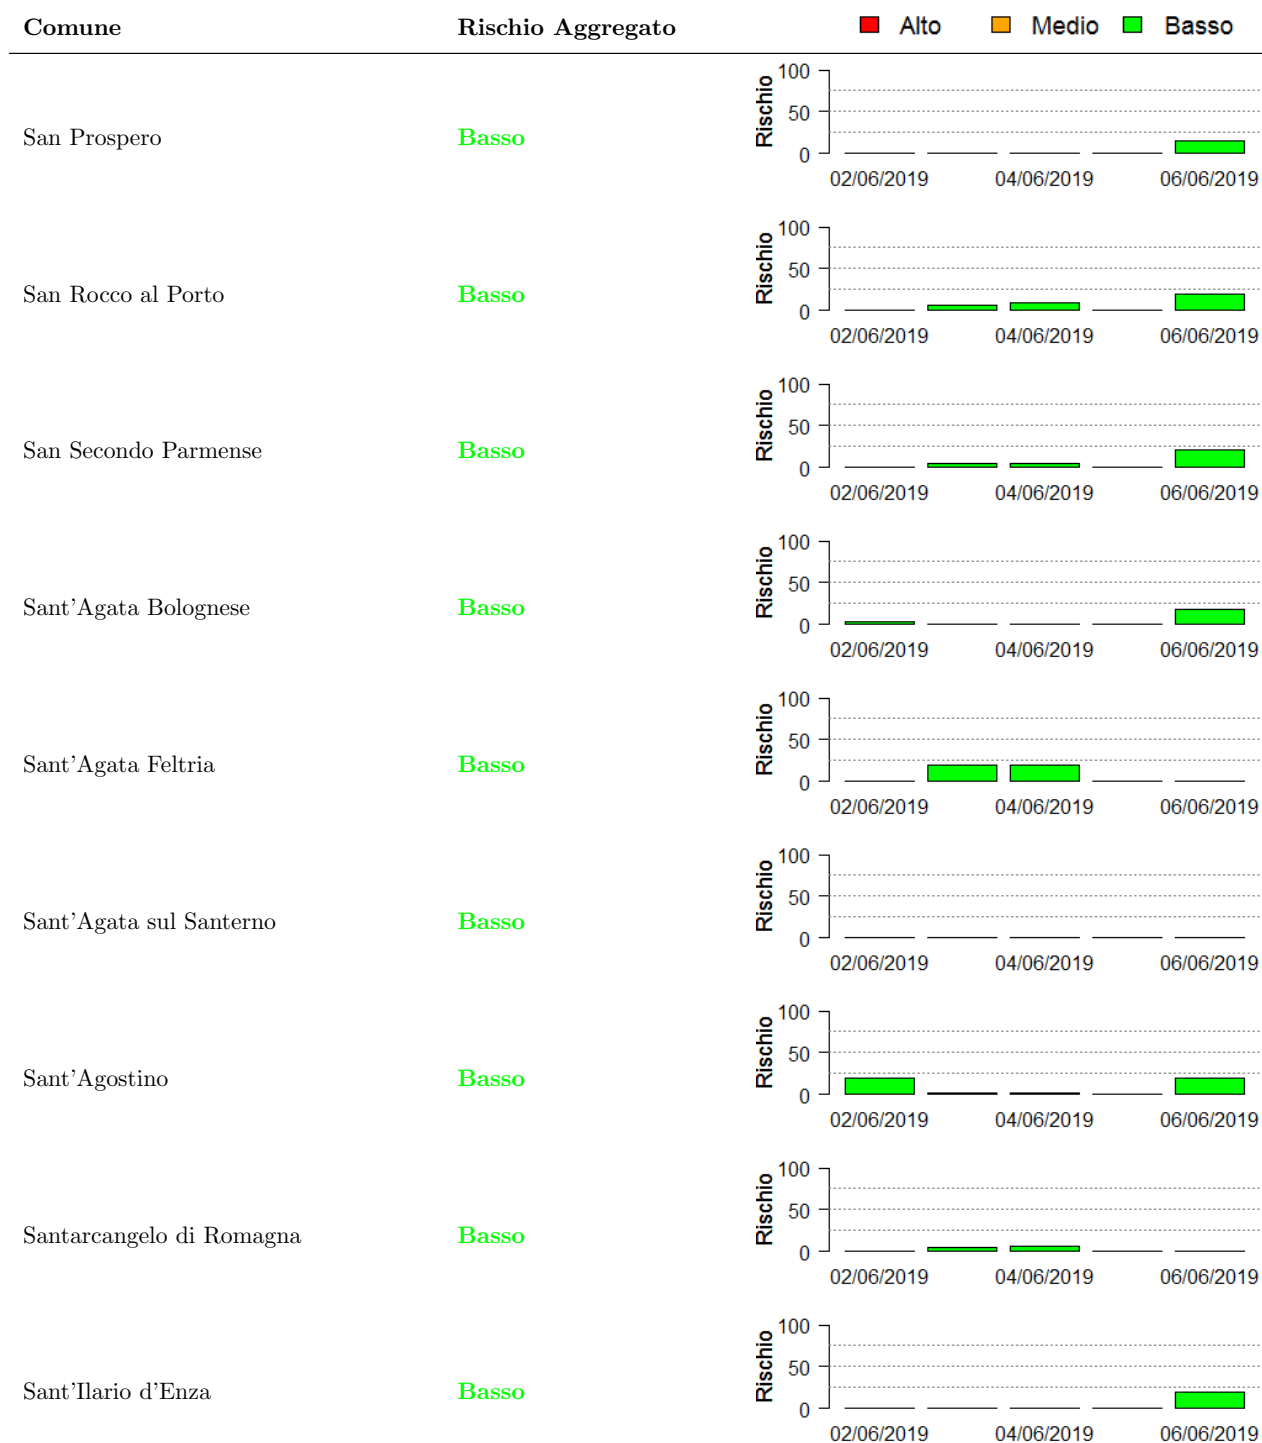 Comune Rischio Aggregato Alto Medio Basso
San Prospero Basso Rischio 100 50 0
02/06/2019 04/06/2019 06/06/2019
San Rocco al Porto Basso Rischio 100 50 0
02/06/2019 04/06/2019 06/06/2019
San Secondo Parmense Basso Rischio 100 50 0
02/06/2019 04/06/2019 06/06/2019
Sant'Agata Bolognese Basso Rischio 100 50 0
02/06/2019 04/06/2019 06/06/2019
Sant'Agata Feltria Basso Rischio 100 50 0
02/06/2019 04/06/2019 06/06/2019
Sant'Agata sul Santerno Basso Rischio 100 50 0
02/06/2019 04/06/2019 06/06/2019
Sant'Agostino Basso Rischio 100 50 0
02/06/2019 04/06/2019 06/06/2019
Santarcangelo di Romagna Basso Rischio 100 50 0
02/06/2019 04/06/2019 06/06/2019
Sant'Ilario d'Enza Basso Rischio 100 50 0
02/06/2019 04/06/2019 06/06/2019